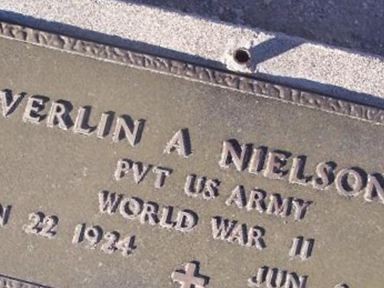 VERLIN A NIELSON
PVT US ARMY
WORLD WAR II
22 1924 JUN